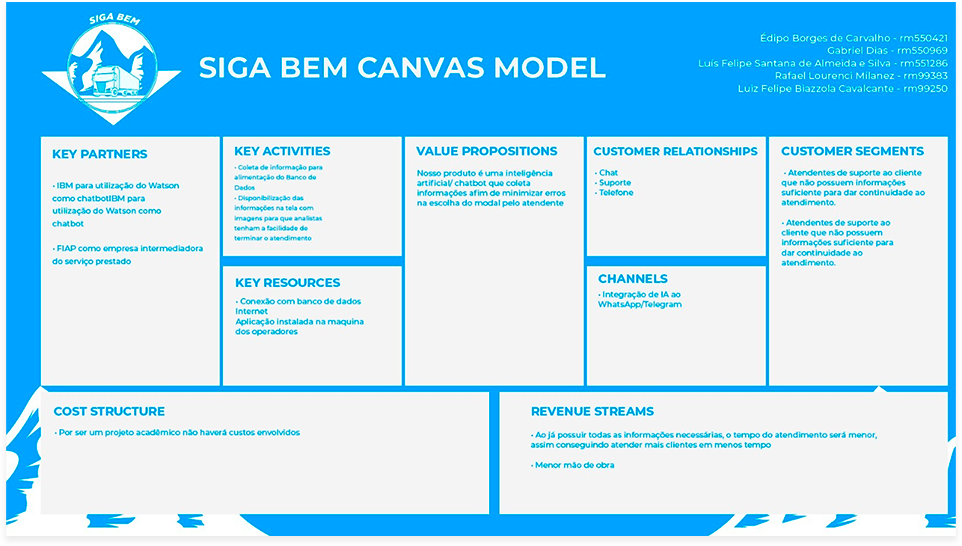 SIGA BEM
SIGA BEM CANVAS MODEL
Édipo Borges de Carvalho - rm550421
Gabriel Dias - rm550969
Luís Felipe Santana de Almeida e Silva - rm551286
Rafael Lourenci Milanez - rm99383
Luiz Felipe Biazzola Cavalcante - rm99250
KEY PARTNERS
• IBM para utilização do Watson
como chatbotIBM para
utilização do Watson como
chatbot
• FIAP como empresa intermediadora
do serviço prestado
KEY ACTIVITIES
• Coleta de informação para
alimentação do Banco de
Dados
• Disponibilização das
informações na tela com
imagens para que analistas
tenham a facilidade de
terminar o atendimento
KEY RESOURCES
• Conexão com banco de dados
Internet
Aplicação instalada na maquina
dos operadores
VALUE PROPOSITIONS
Nosso produto é uma inteligência
artificial/ chatbot que coleta
informações afim de minimizar erros
na escolha do modal pelo atendente
CUSTOMER RELATIONSHIPS
• Chat
• Suporte
• Telefone
CHANNELS
• Integração de IA ao
WhatsApp/Telegram
CUSTOMER SEGMENTS
• Atendentes de suporte ao cliente
que não possuem informações
suficiente para dar continuidade ao
atendimento.
• Atendentes de suporte ao
cliente que não possuem
informações suficiente para
dar continuidade ao
atendimento.
COST STRUCTURE
• Por ser um projeto acadêmico não haverá custos envolvidos
REVENUE STREAMS
• Ao já possuir todas as informações necessárias, o tempo do atendimento será menor,
assim conseguindo atender mais clientes em menos tempo
• Menor mão de obra